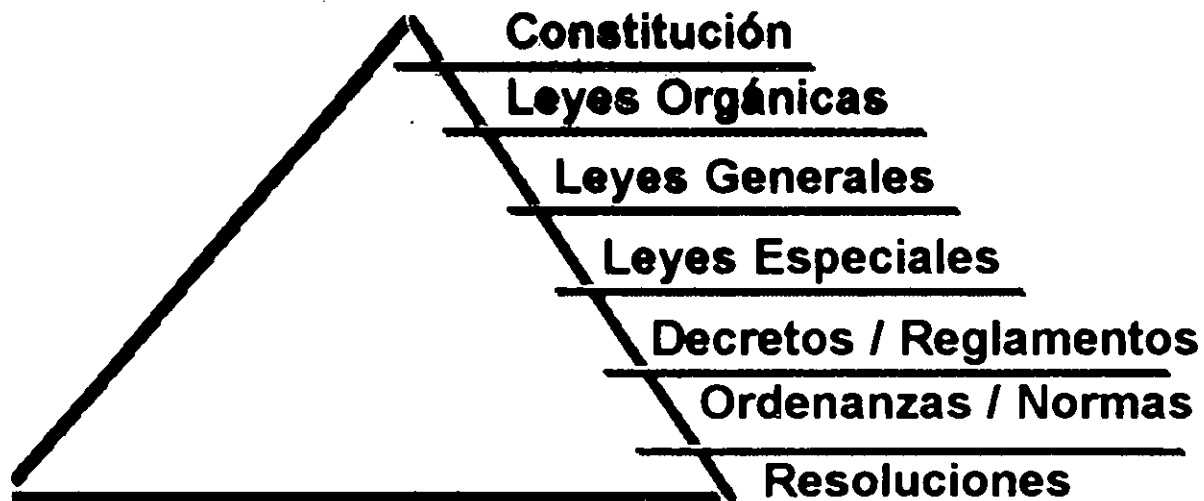 Constitución
Leyes Orgánicas
Leyes Generales
Leyes Especiales
Decretos / Reglamentos
Ordenanzas / Normas
Resoluciones